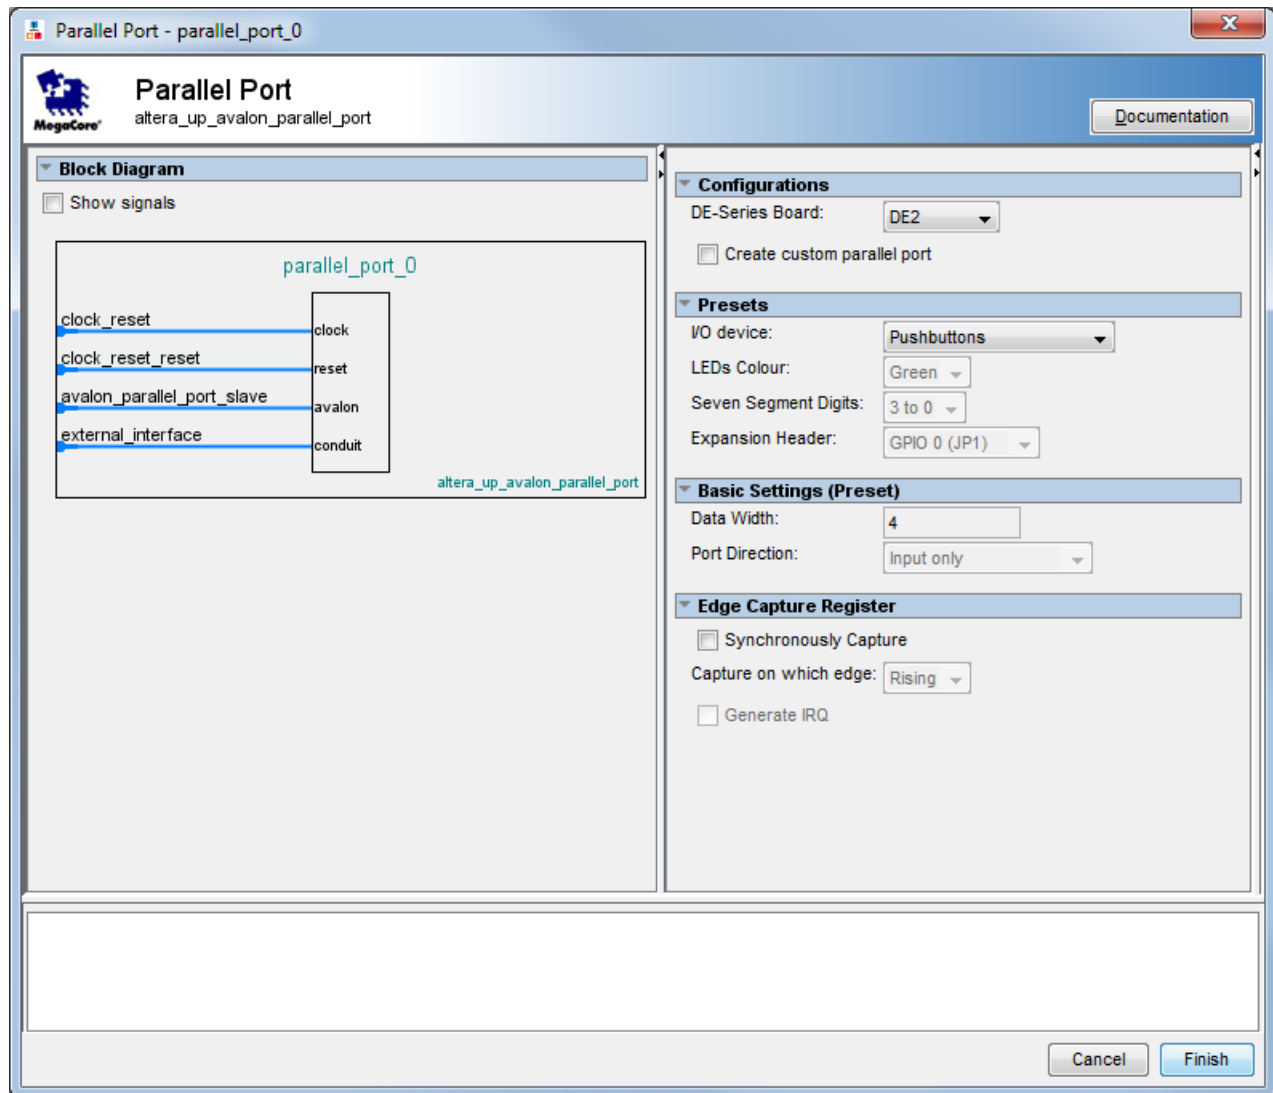 Parallel Port - parallel_port_0
MegaCore®
Parallel Port
altera_up_avalon_parallel_port
Documentation
Block Diagram
Show signals
parallel_port_0
clock_reset
clock
clock_reset_reset
reset
avalon_parallel_port_slave
avalon
external_interface
conduit
altera_up_avalon_parallel_port
Configurations
DE-Series Board: DE2
Create custom parallel port
Presets
I/O device: Pushbuttons
LEDs Colour: Green
Seven Segment Digits: 3 to 0
Expansion Header: GPIO 0 (JP1)
Basic Settings (Preset)
Data Width: 4
Port Direction: Input only
Edge Capture Register
Synchronously Capture
Capture on which edge: Rising
Generate IRQ
Cancel Finish